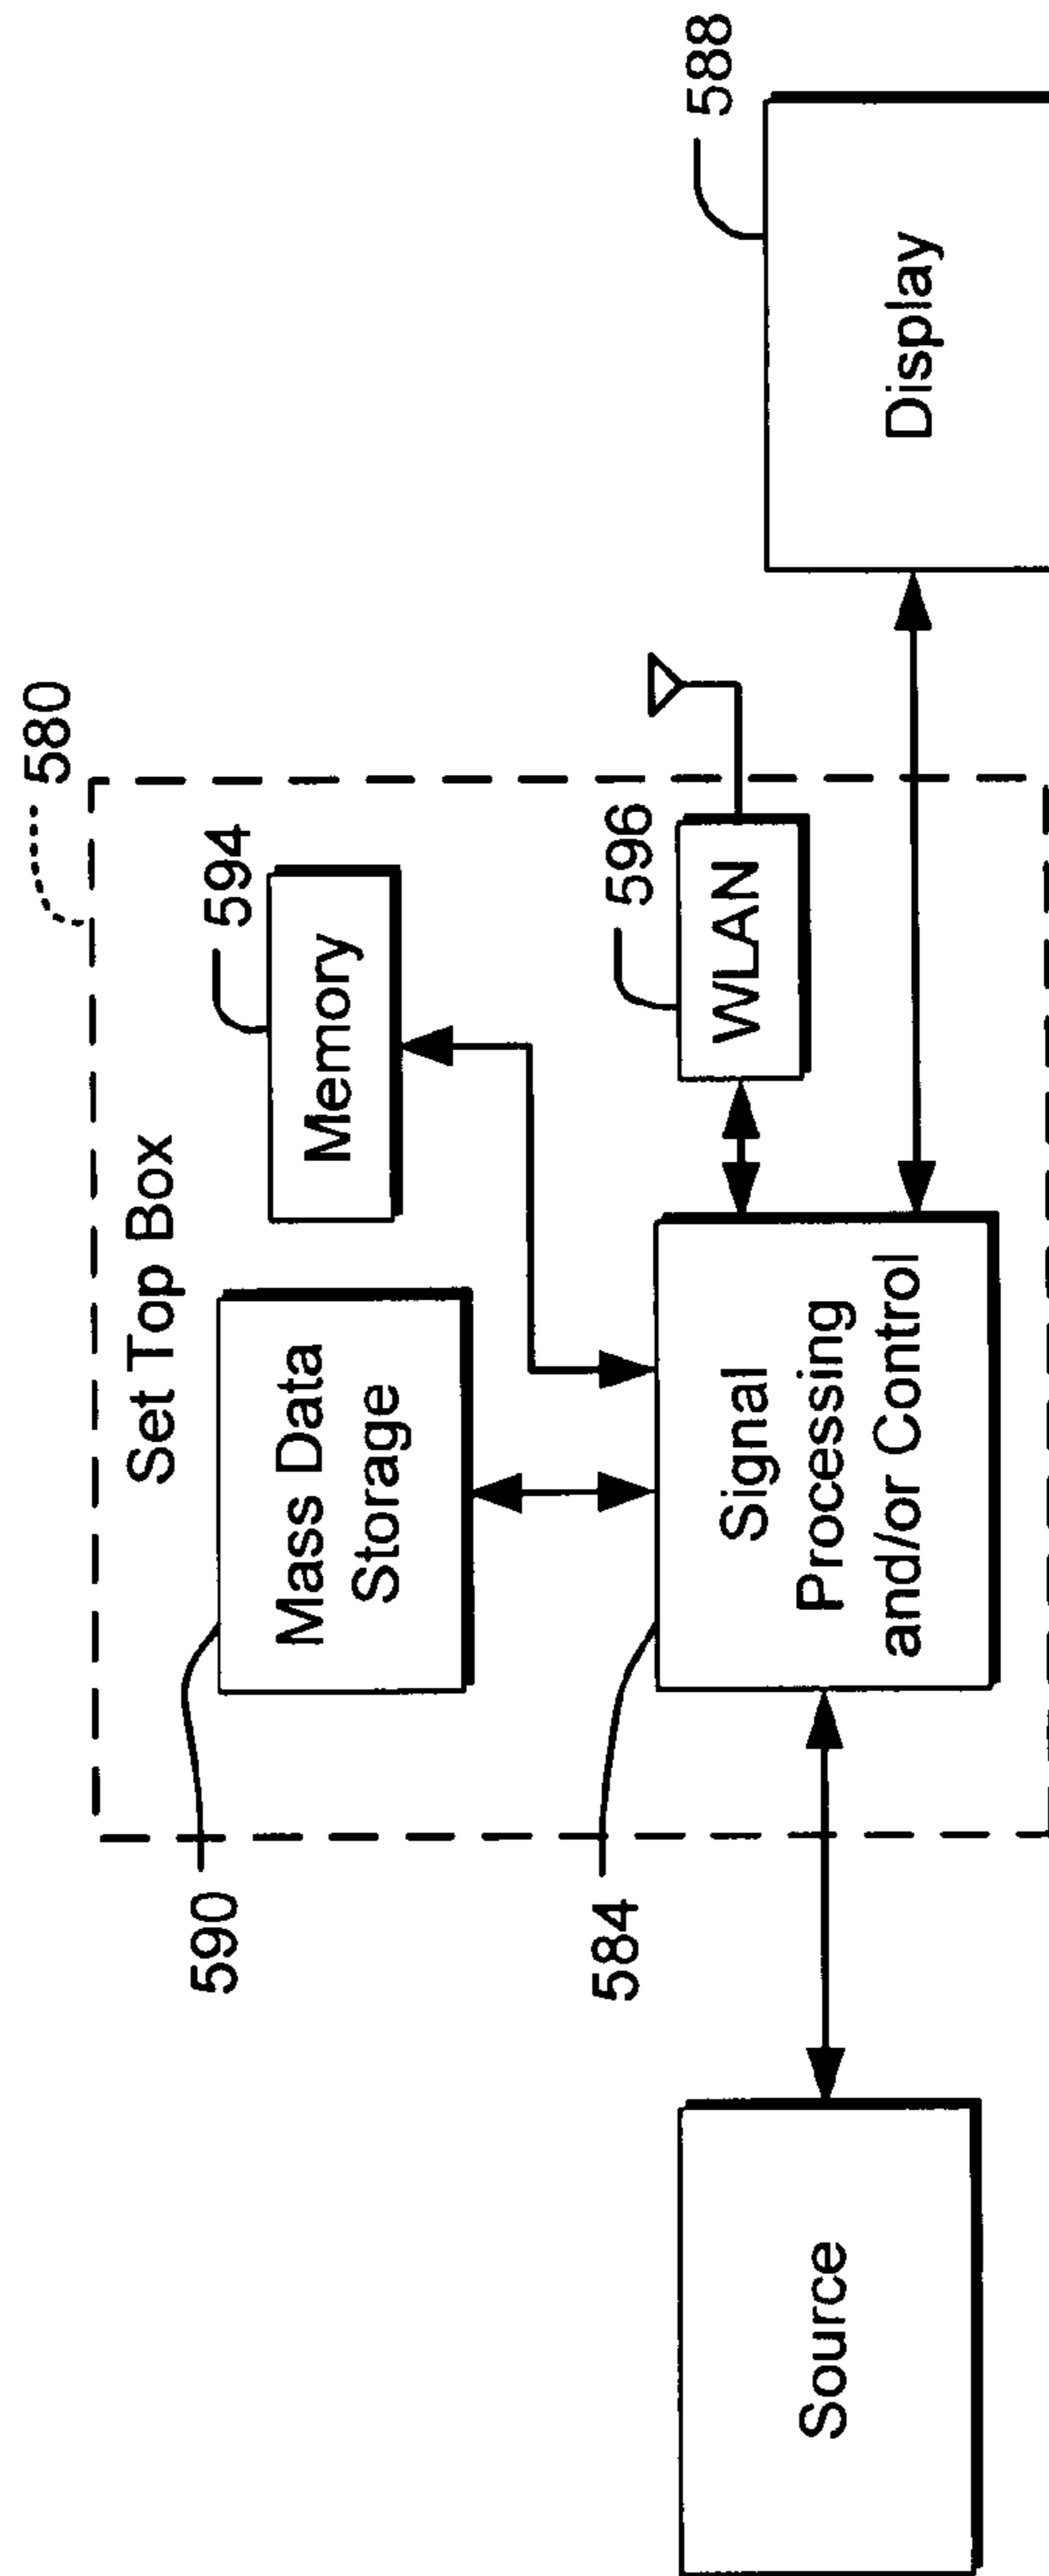 580
Set Top Box
590
Mass Data
Storage
594
Memory
584
Signal
Processing
and/or Control
596
WLAN
Source
588
Display